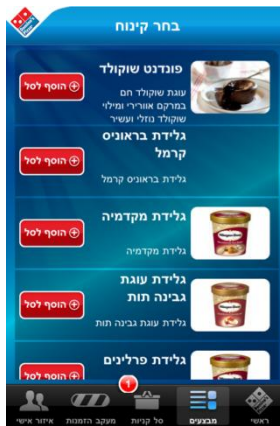 בחר קינוח
פונדנט שוקולד
עוגת שוקולד חם
במרקם אוורירי ומילוי
שוקולד נוזלי ועשיר
הוסף לסל
גלידת בראוניס
קרמל
גלידת בראוניס קרמל
הוסף לסל
גלידת מקדמיה
גלידת מקדמיה
הוסף לסל
גלידת עוגת
גבינה תות
גלידת עוגת גבינה תות
הוסף לסל
גלידת פרלינים
הוסף לסל
1
ראשי
מבצעים
סל קניות
מעקב הזמנות
איזור אישי